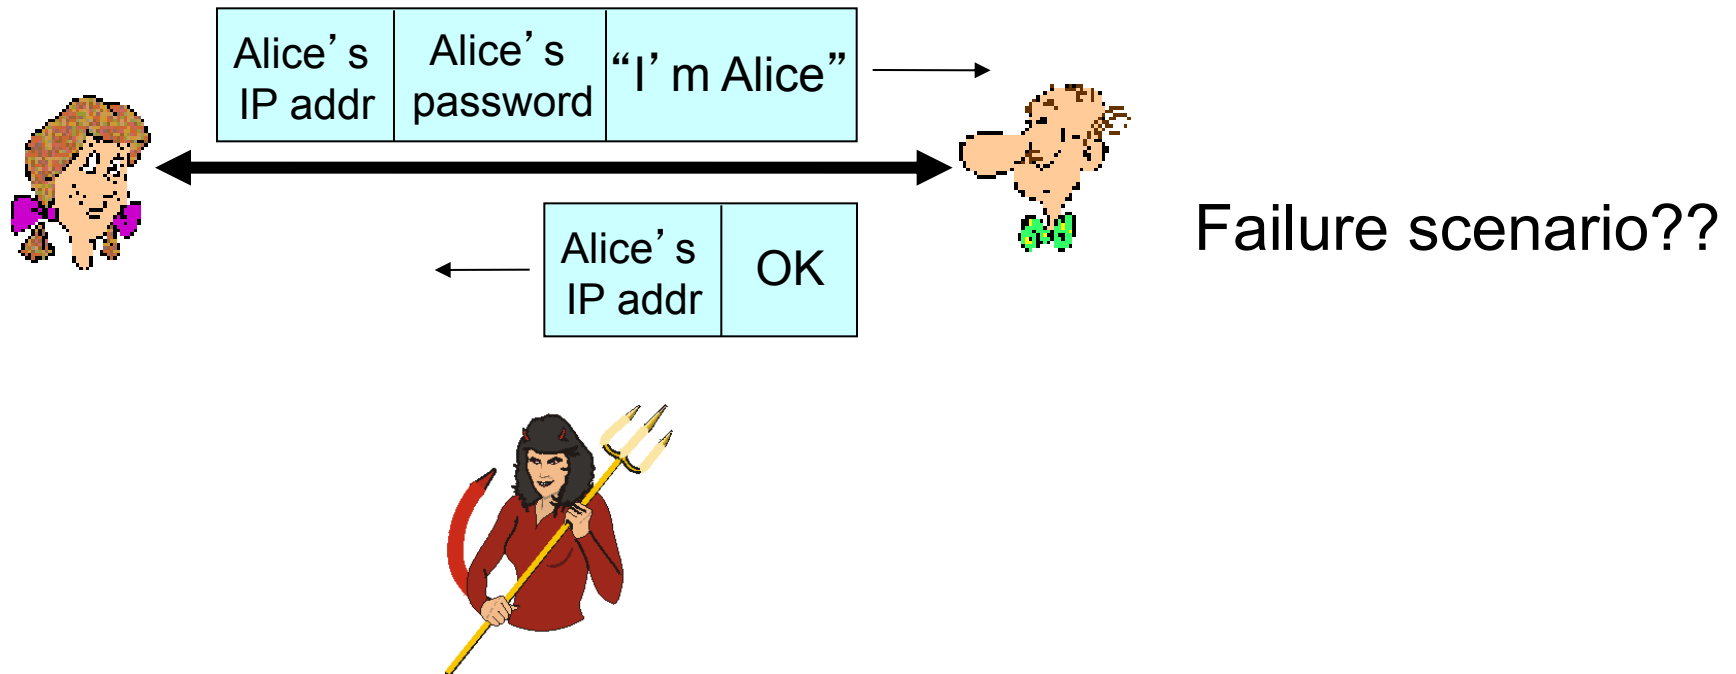 Alice’s
IP addr
Alice’s
password
“I’m Alice”
Alice’s
IP addr
OK
Failure scenario??